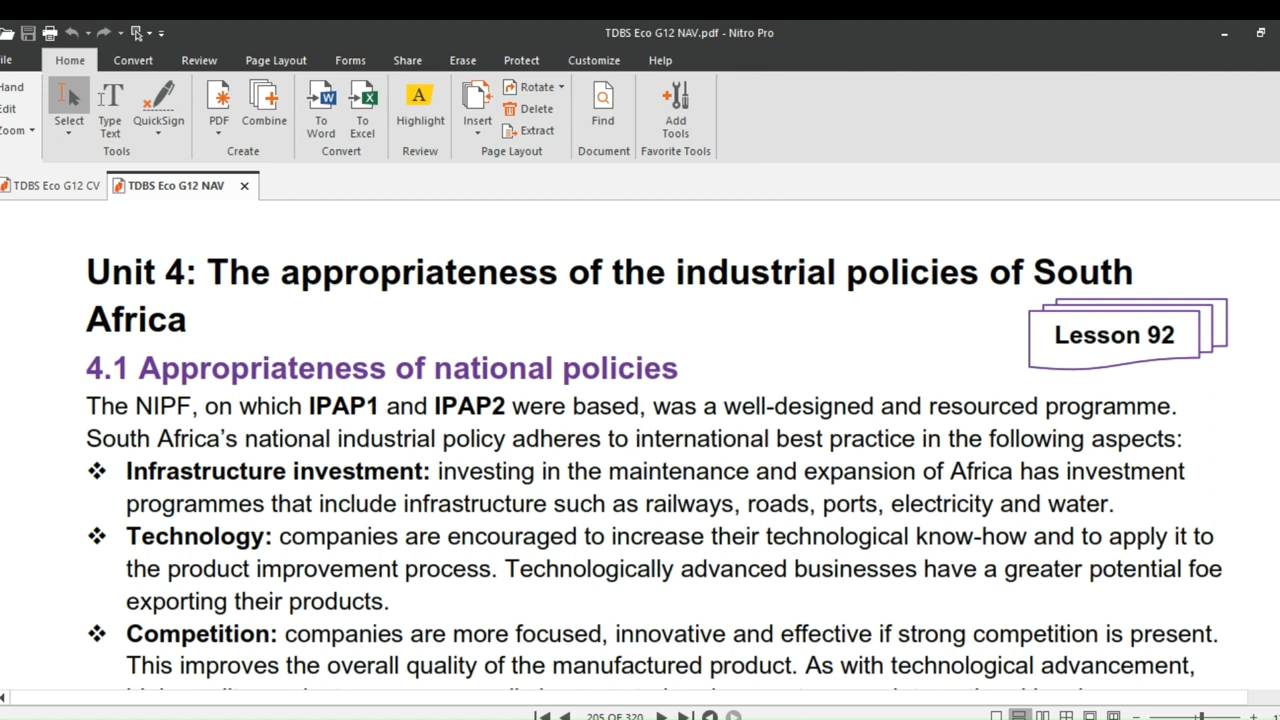 TDBS Eco G12 NAV.pdf - Nitro Pro
Home Convert Review Page Layout Forms Share Erase Protect Customize Help
Select
Type Text
QuickSign
Tools
PDF
Combine
Create
To Word
To Excel
Convert
Highlight
Review
Insert
Rotate
Delete
Extract
Page Layout
Find
Document
Add Tools
Favorite Tools
TDBS Eco G12 CV TDBS Eco G12 NAV
Unit 4: The appropriateness of the industrial policies of South
Africa
Lesson 92
4.1 Appropriateness of national policies
The NIPF, on which IPAP1 and IPAP2 were based, was a well-designed and resourced programme.
South Africa’s national industrial policy adheres to international best practice in the following aspects:
❖ Infrastructure investment: investing in the maintenance and expansion of Africa has investment
programmes that include infrastructure such as railways, roads, ports, electricity and water.
❖ Technology: companies are encouraged to increase their technological know-how and to apply it to
the product improvement process. Technologically advanced businesses have a greater potential foe
exporting their products.
❖ Competition: companies are more focused, innovative and effective if strong competition is present.
This improves the overall quality of the manufactured product. As with technological advancement,
205 OF 320